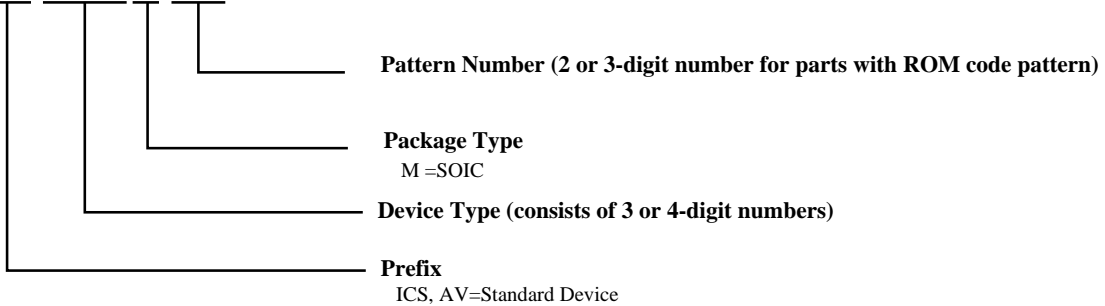 Pattern Number (2 or 3-digit number for parts with ROM code pattern)
Package Type
M =SOIC
Device Type (consists of 3 or 4-digit numbers)
Prefix
ICS, AV=Standard Device